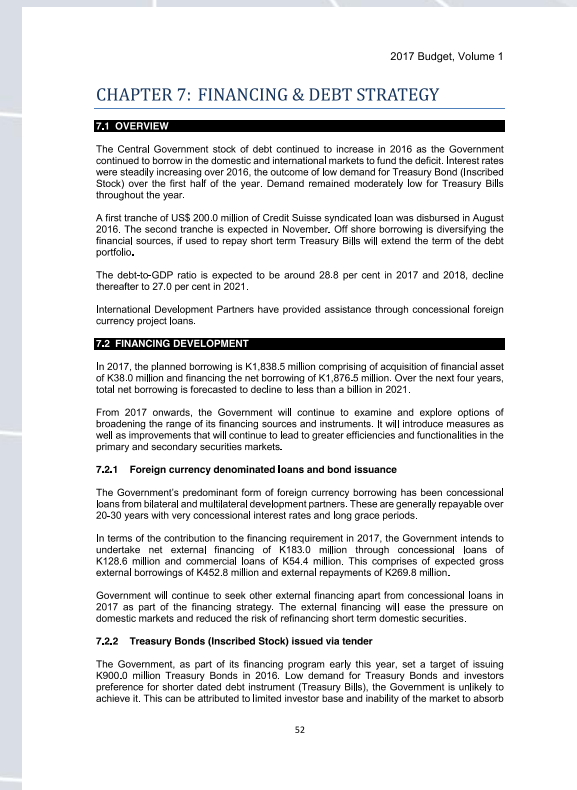 2017 Budget, Volume 1
CHAPTER 7: FINANCING & DEBT STRATEGY
7.1 OVERVIEW
The Central Government stock of debt continued to increase in 2016 as the Government
continued to borrow in the domestic and international markets to fund the deficit. Interest rates
were steadily increasing over 2016, the outcome of low demand for Treasury Bond (Inscribed
Stock) over the first half of the year. Demand remained moderately low for Treasury Bills
throughout the year.
A first tranche of US$ 200.0 million of Credit Suisse syndicated loan was disbursed in August
2016. The second tranche is expected in November. Off shore borrowing is diversifying the
financial sources, if used to repay short term Treasury Bills will extend the term of the debt
portfolio.
The debt-to-GDP ratio is expected to be around 28.8 per cent in 2017 and 2018, decline
thereafter to 27.0 per cent in 2021.
International Development Partners have provided assistance through concessional foreign
currency project loans.
7.2 FINANCING DEVELOPMENT
In 2017, the planned borrowing is K1,838.5 million comprising of acquisition of financial asset
of K38.0 million and financing the net borrowing of K1,876.5 million. Over the next four years,
total net borrowing is forecasted to decline to less than a billion in 2021.
From 2017 onwards, the Government will continue to examine and explore options of
broadening the range of its financing sources and instruments. It will introduce measures as
well as improvements that will continue to lead to greater efficiencies and functionalities in the
primary and secondary securities markets.
7.2.1 Foreign currency denominated loans and bond issuance
The Government's predominant form of foreign currency borrowing has been concessional
loans from bilateral and multilateral development partners. These are generally repayable over
20-30 years with very concessional interest rates and long grace periods.
In terms of the contribution to the financing requirement in 2017, the Government intends to
undertake net external financing of K183.0 million through concessional loans of
K128.6 million and commercial loans of K54.4 million. This comprises of expected gross
external borrowings of K452.8 million and external repayments of K269.8 million.
Government will continue to seek other external financing apart from concessional loans in
2017 as part of the financing strategy. The external financing will ease the pressure on
domestic markets and reduced the risk of refinancing short term domestic securities.
7.2.2 Treasury Bonds (Inscribed Stock) issued via tender
The Government, as part of its financing program early this year, set a target of issuing
K900.0 million Treasury Bonds in 2016. Low demand for Treasury Bonds and investors
preference for shorter dated debt instrument (Treasury Bills), the Government is unlikely to
achieve it. This can be attributed to limited investor base and inability of the market to absorb
52